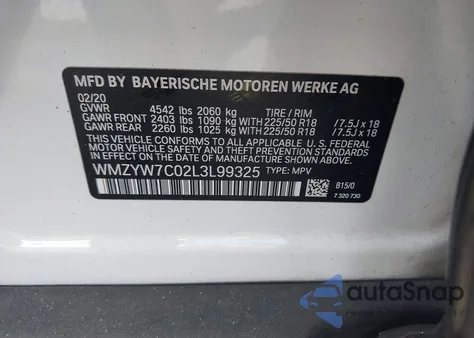 MFD BY BAYERISCHE MOTOREN WERKE AG
02/20
GVWR 4542 lbs 2060 kg TIRE / RIM
GAWR FRONT 2403 lbs 1090 kg WITH 225/50 R18 / 7.5J x 18
GAWR REAR 2260 lbs 1025 kg WITH 225/50 R18 / 7.5J x 18
THIS VEHICLE CONFORMS TO ALL APPLICABLE U. S. FEDERAL
MOTOR VEHICLE SAFETY AND THEFT PREVENTION STANDARDS IN
EFFECT ON THE DATE OF MANUFACTURE SHOWN ABOVE.
WMZYW7C02L3L99325 TYPE: MPV
B15/0
7 320 730
autoSnap